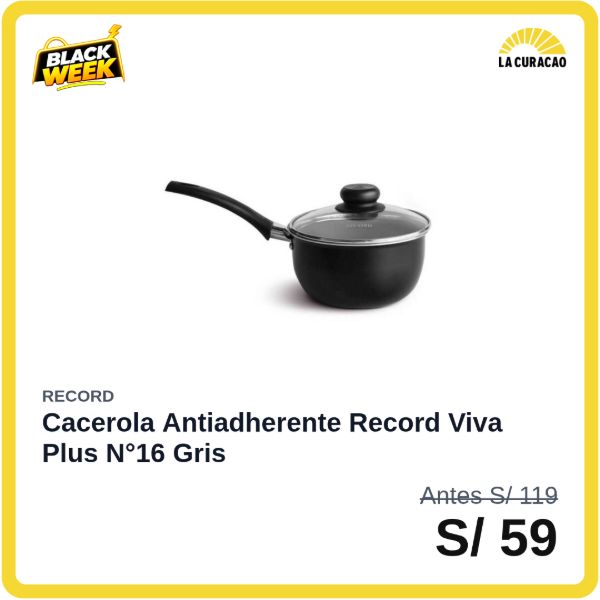 BLACK
WEEK
LA CURACAO
RECORD
Cacerola Antiadherente Record Viva
Plus N°16 Gris
Antes S/ 119
S/ 59